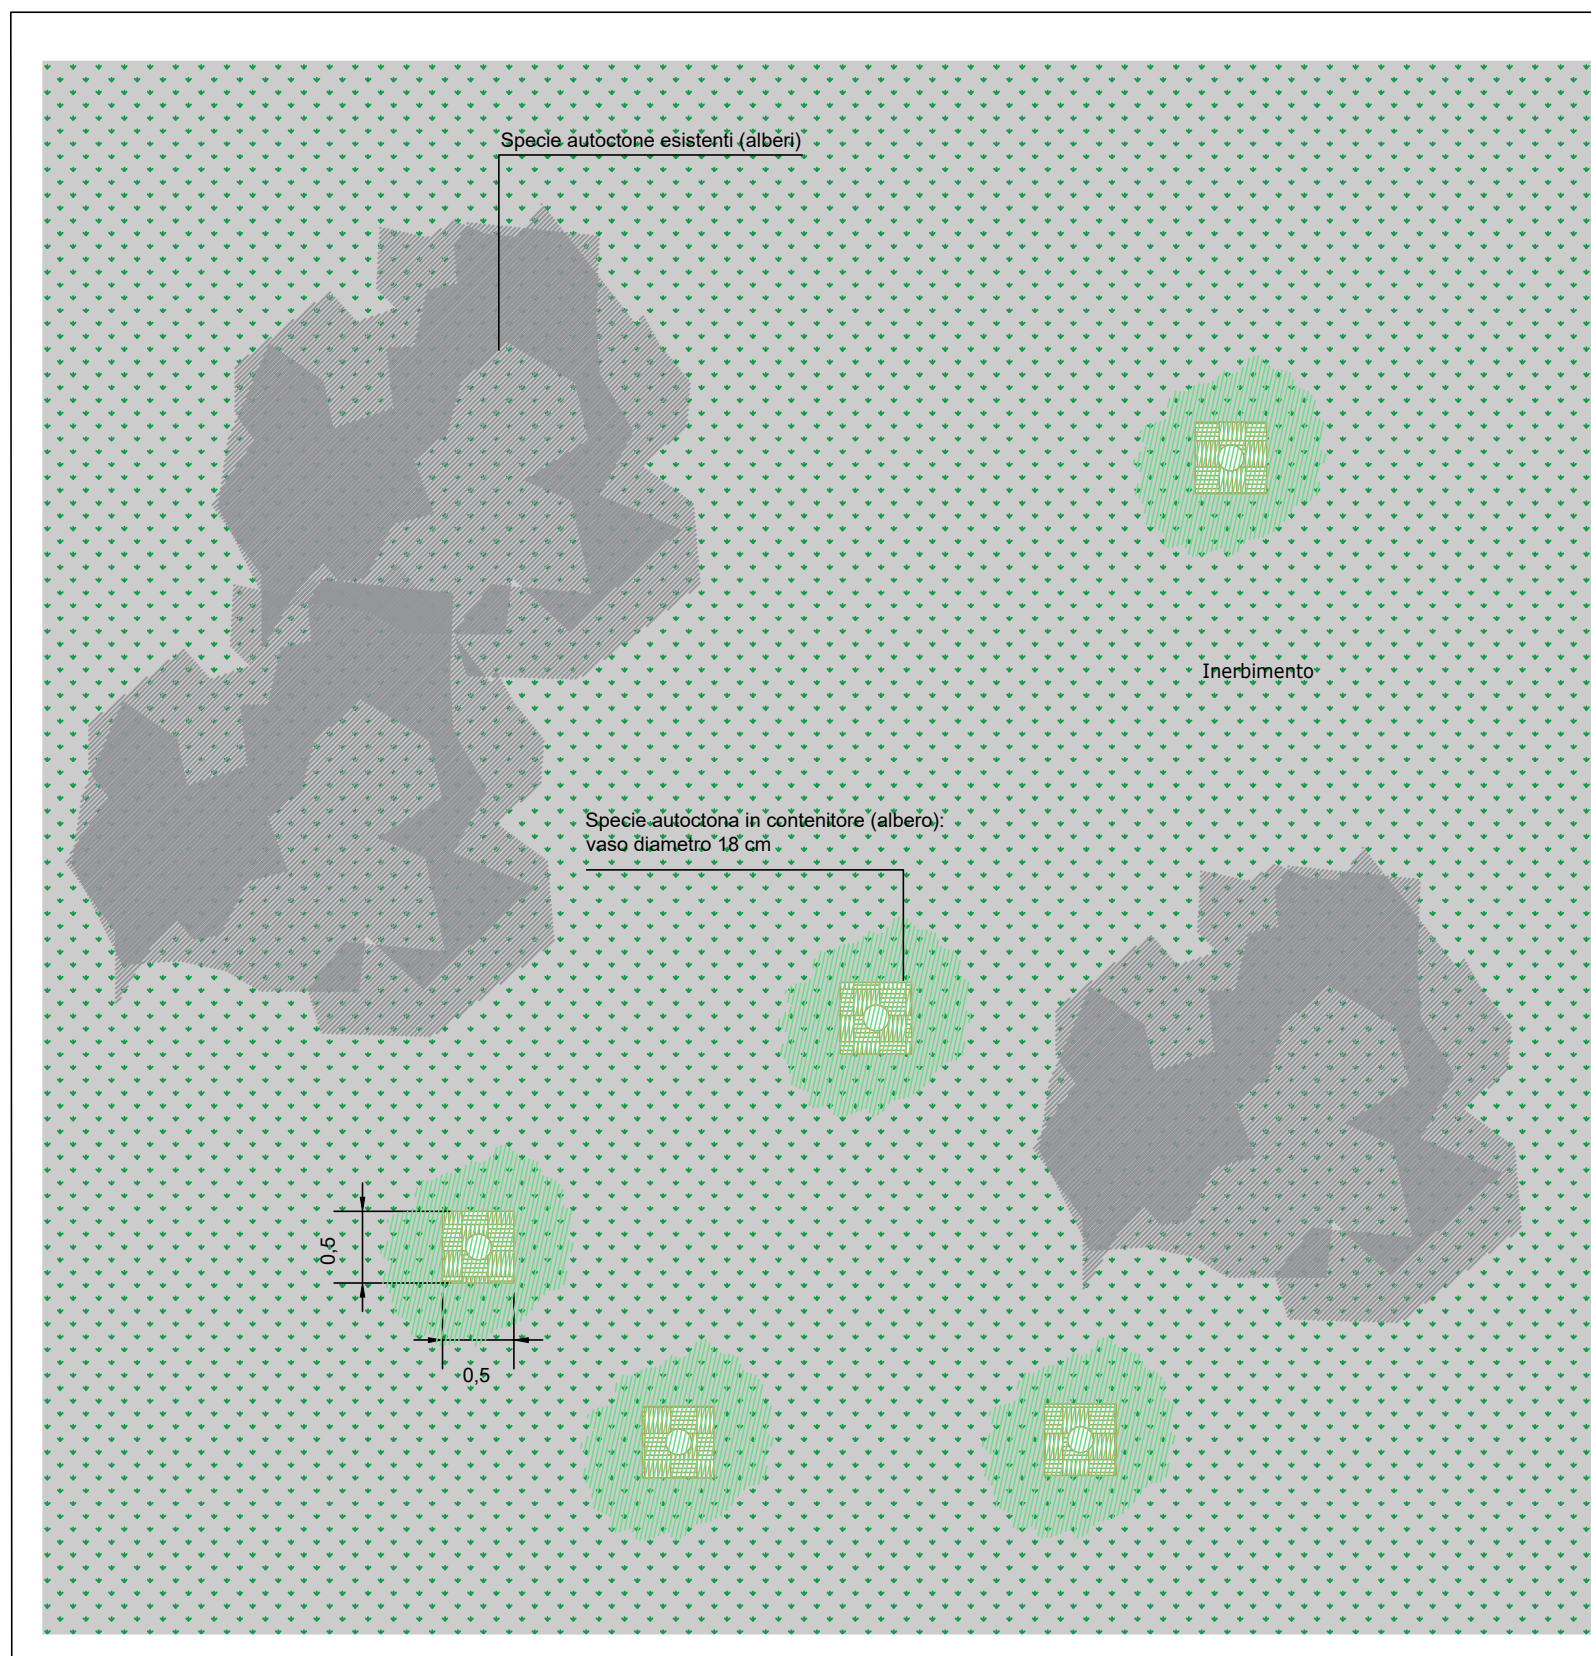 Specie autoctone esistenti (alberi)
Inerbimento
Specie autoctona in contenitore (albero):
vaso diametro 18 cm
0,5
0,5